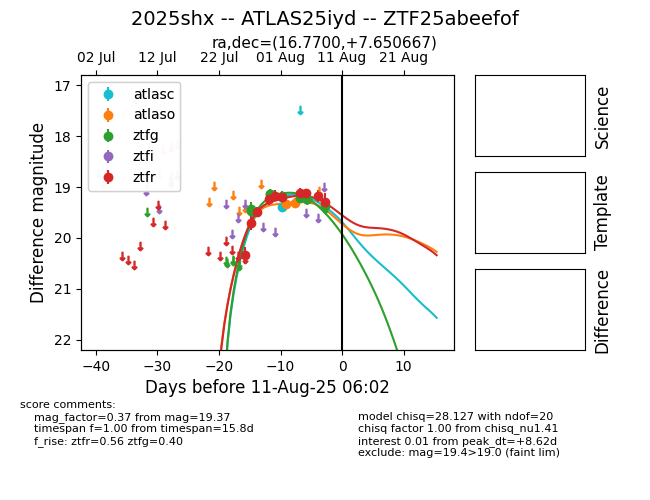 2025shx -- ATLAS25iyd -- ZTF25abeefof
ra,dec=(16.7700,+7.650667)
02 Jul 12 Jul 22 Jul 01 Aug 11 Aug 21 Aug
17
18
19
20
21
22
Difference magnitude
atlasc
atlaso
ztfg
ztfi
ztfr
−40 −30 −20 −10 0 10
Days before 11-Aug-25 06:02
Science
Template
Difference
score comments:
mag_factor=0.37 from mag=19.37
timespan f=1.00 from timespan=15.8d
f_rise: ztfr=0.56 ztfg=0.40
model chisq=28.127 with ndof=20
chisq factor 1.00 from chisq_nu1.41
interest 0.01 from peak_dt=+8.62d
exclude: mag=19.4>19.0 (faint lim)